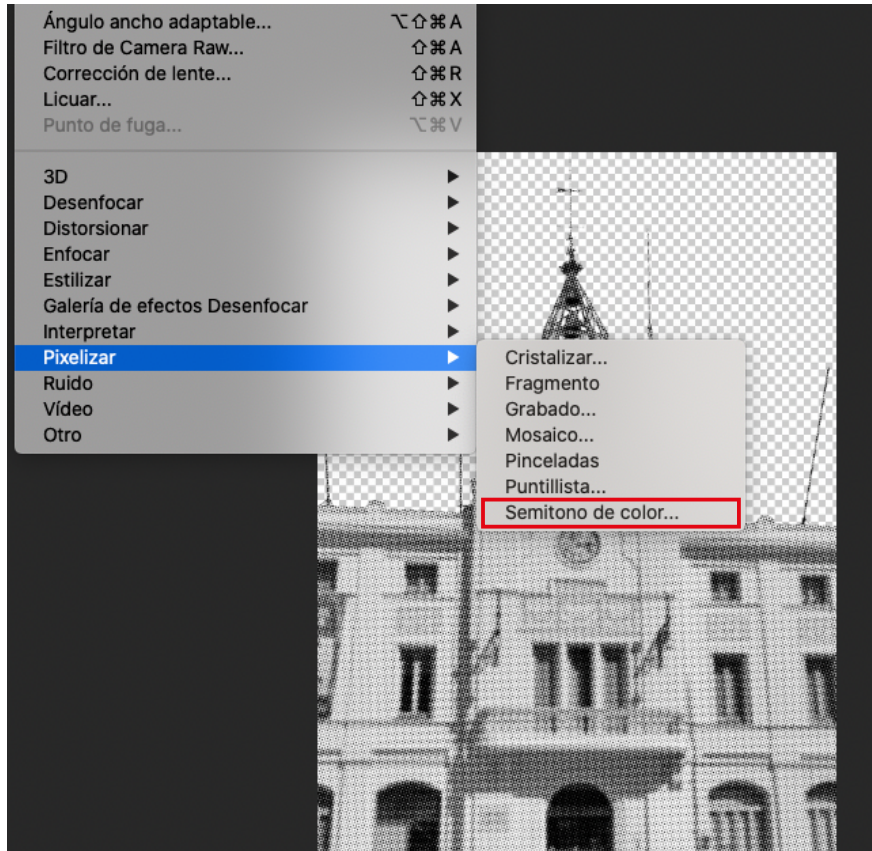 Ángulo ancho adaptable... ⌥⇧⌘A
Filtro de Camera Raw... ⇧⌘A
Corrección de lente... ⇧⌘R
Licuar... ⇧⌘X
Punto de fuga... ⌥⌘V
3D
Desenfocar
Distorsionar
Enfocar
Estilizar
Galería de efectos Desenfocar
Interpretar
Pixelizar
Ruido
Vídeo
Otro
Cristalizar...
Fragmento
Grabado...
Mosaico...
Pinceladas
Puntillista...
Semitono de color...